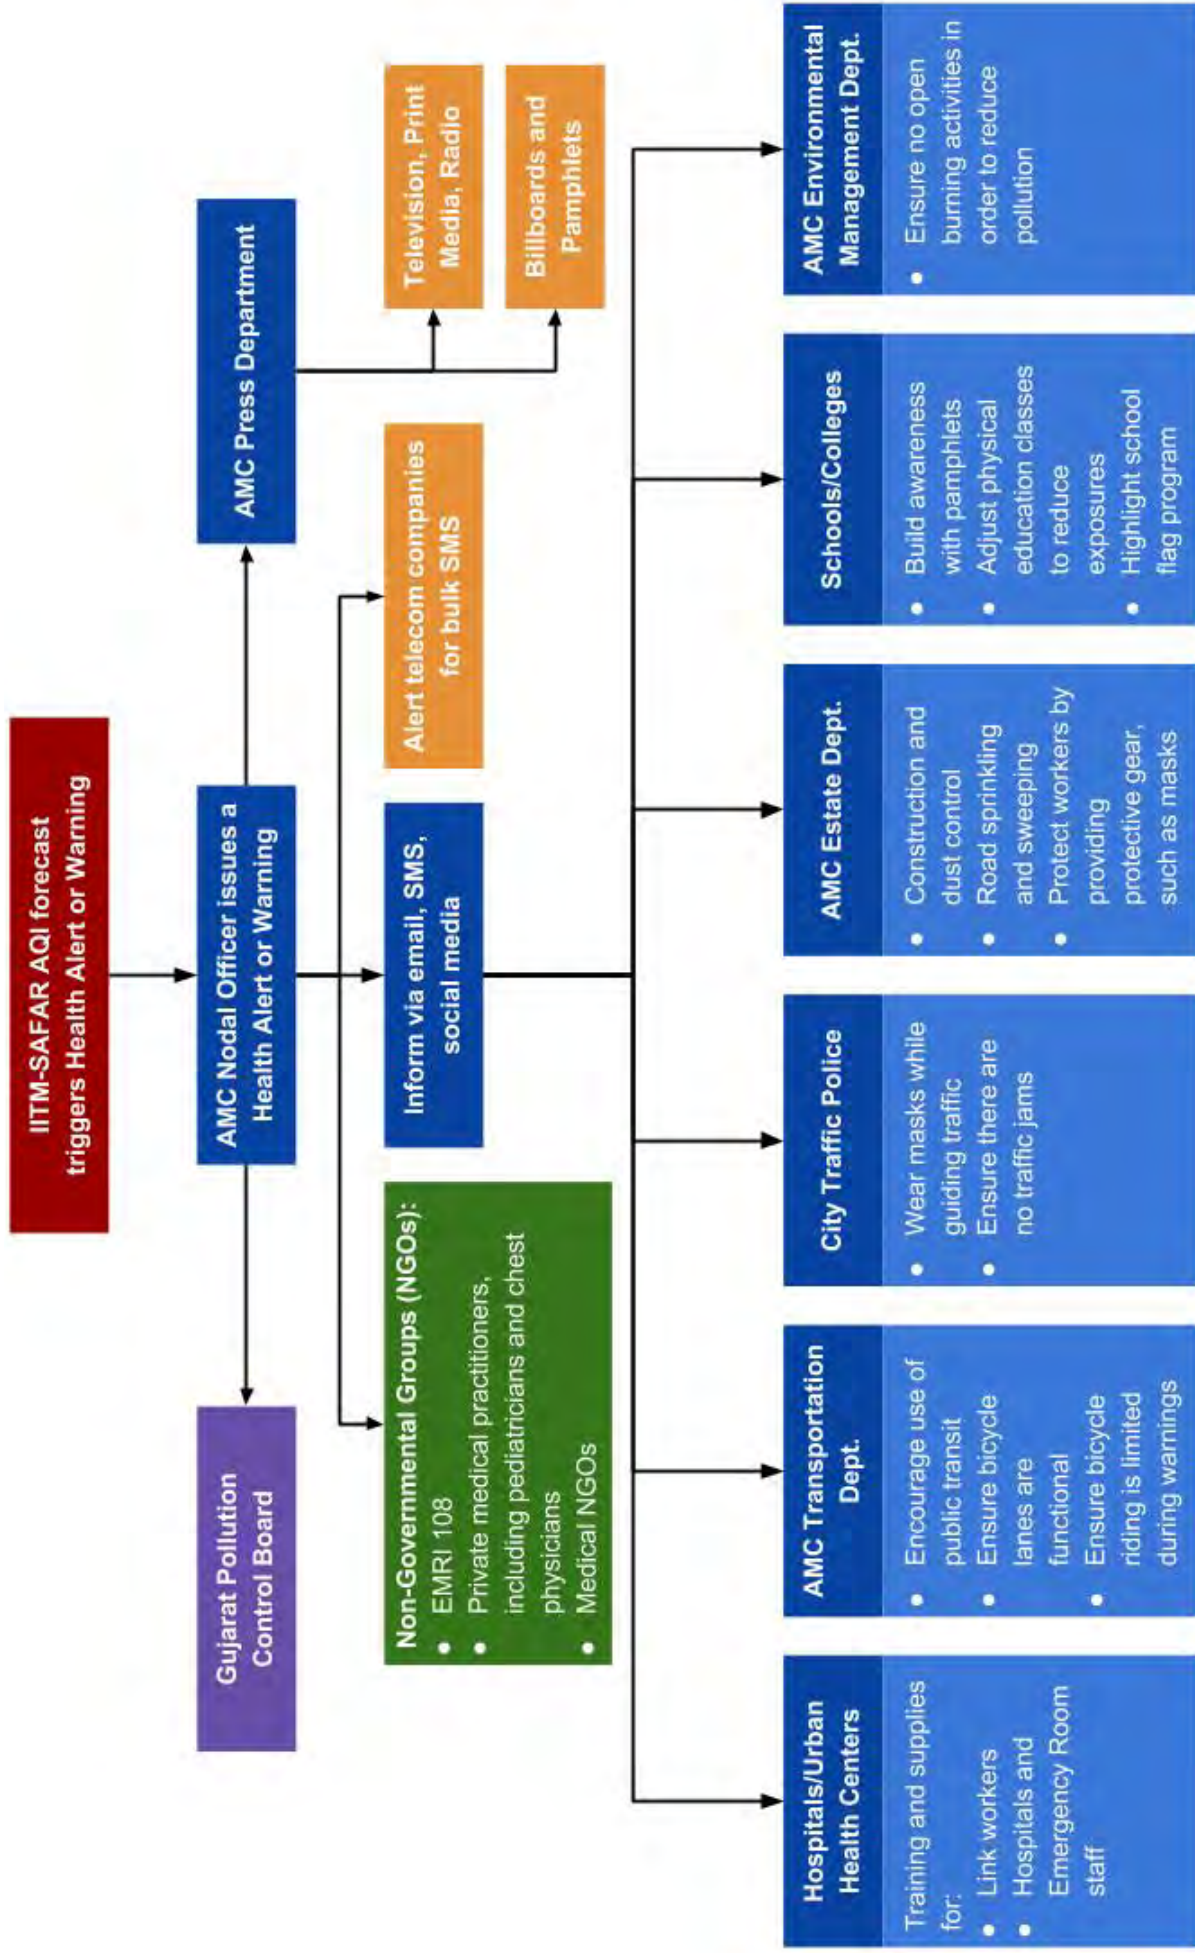 IITM-SAFAR AQI forecast
triggers Health Alert or Warning
Gujarat Pollution
Control Board
AMC Nodal Officer issues a
Health Alert or Warning
AMC Press Department
Non-Governmental Groups (NGOs):
● EMRI 108
● Private medical practitioners,
including pediatricians and chest
physicians
● Medical NGOs
Inform via email, SMS,
social media
Alert telecom companies
for bulk SMS
Television, Print
Media, Radio
Billboards and
Pamphlets
Hospitals/Urban
Health Centers
Training and supplies
for:
● Link workers
● Hospitals and
Emergency Room
staff
AMC Transportation
Dept.
● Encourage use of
public transit
● Ensure bicycle
lanes are
functional
● Ensure bicycle
riding is limited
during warnings
City Traffic Police
● Wear masks while
guiding traffic
● Ensure there are
no traffic jams
AMC Estate Dept.
● Construction and
dust control
● Road sprinkling
and sweeping
● Protect workers by
providing
protective gear,
such as masks
Schools/Colleges
● Build awareness
with pamphlets
● Adjust physical
education classes
to reduce
exposures
● Highlight school
flag program
AMC Environmental
Management Dept.
● Ensure no open
burning activities in
order to reduce
pollution